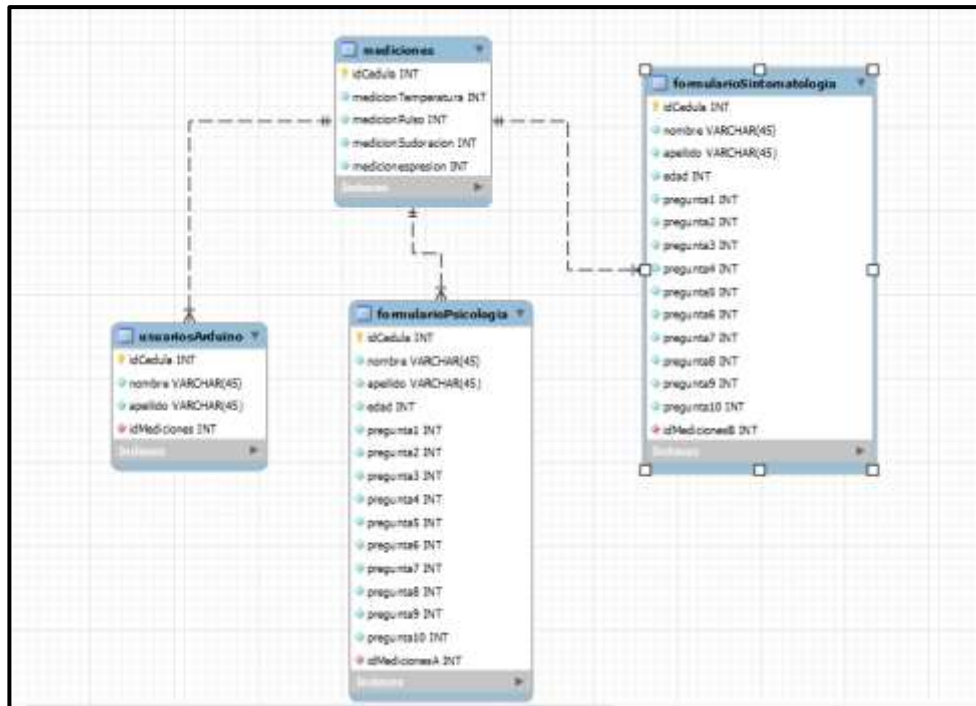 mediciones
idCedula INT
medicionTemperatura INT
medicionPulso INT
medicionSudoracion INT
medicionespresion INT
Indexes
formularioSintomatologia
idCedula INT
nombre VARCHAR(45)
apellido VARCHAR(45)
edad INT
pregunta1 INT
pregunta2 INT
pregunta3 INT
pregunta4 INT
pregunta5 INT
pregunta6 INT
pregunta7 INT
pregunta8 INT
pregunta9 INT
pregunta10 INT
idMedicionesB INT
Indexes
usuariosArduino
idCedula INT
nombre VARCHAR(45)
apellido VARCHAR(45)
idMediciones INT
Indexes
formularioPsicologia
idCedula INT
nombre VARCHAR(45)
apellido VARCHAR(45)
edad INT
pregunta1 INT
pregunta2 INT
pregunta3 INT
pregunta4 INT
pregunta5 INT
pregunta6 INT
pregunta7 INT
pregunta8 INT
pregunta9 INT
pregunta10 INT
idMedicionesA INT
Indexes